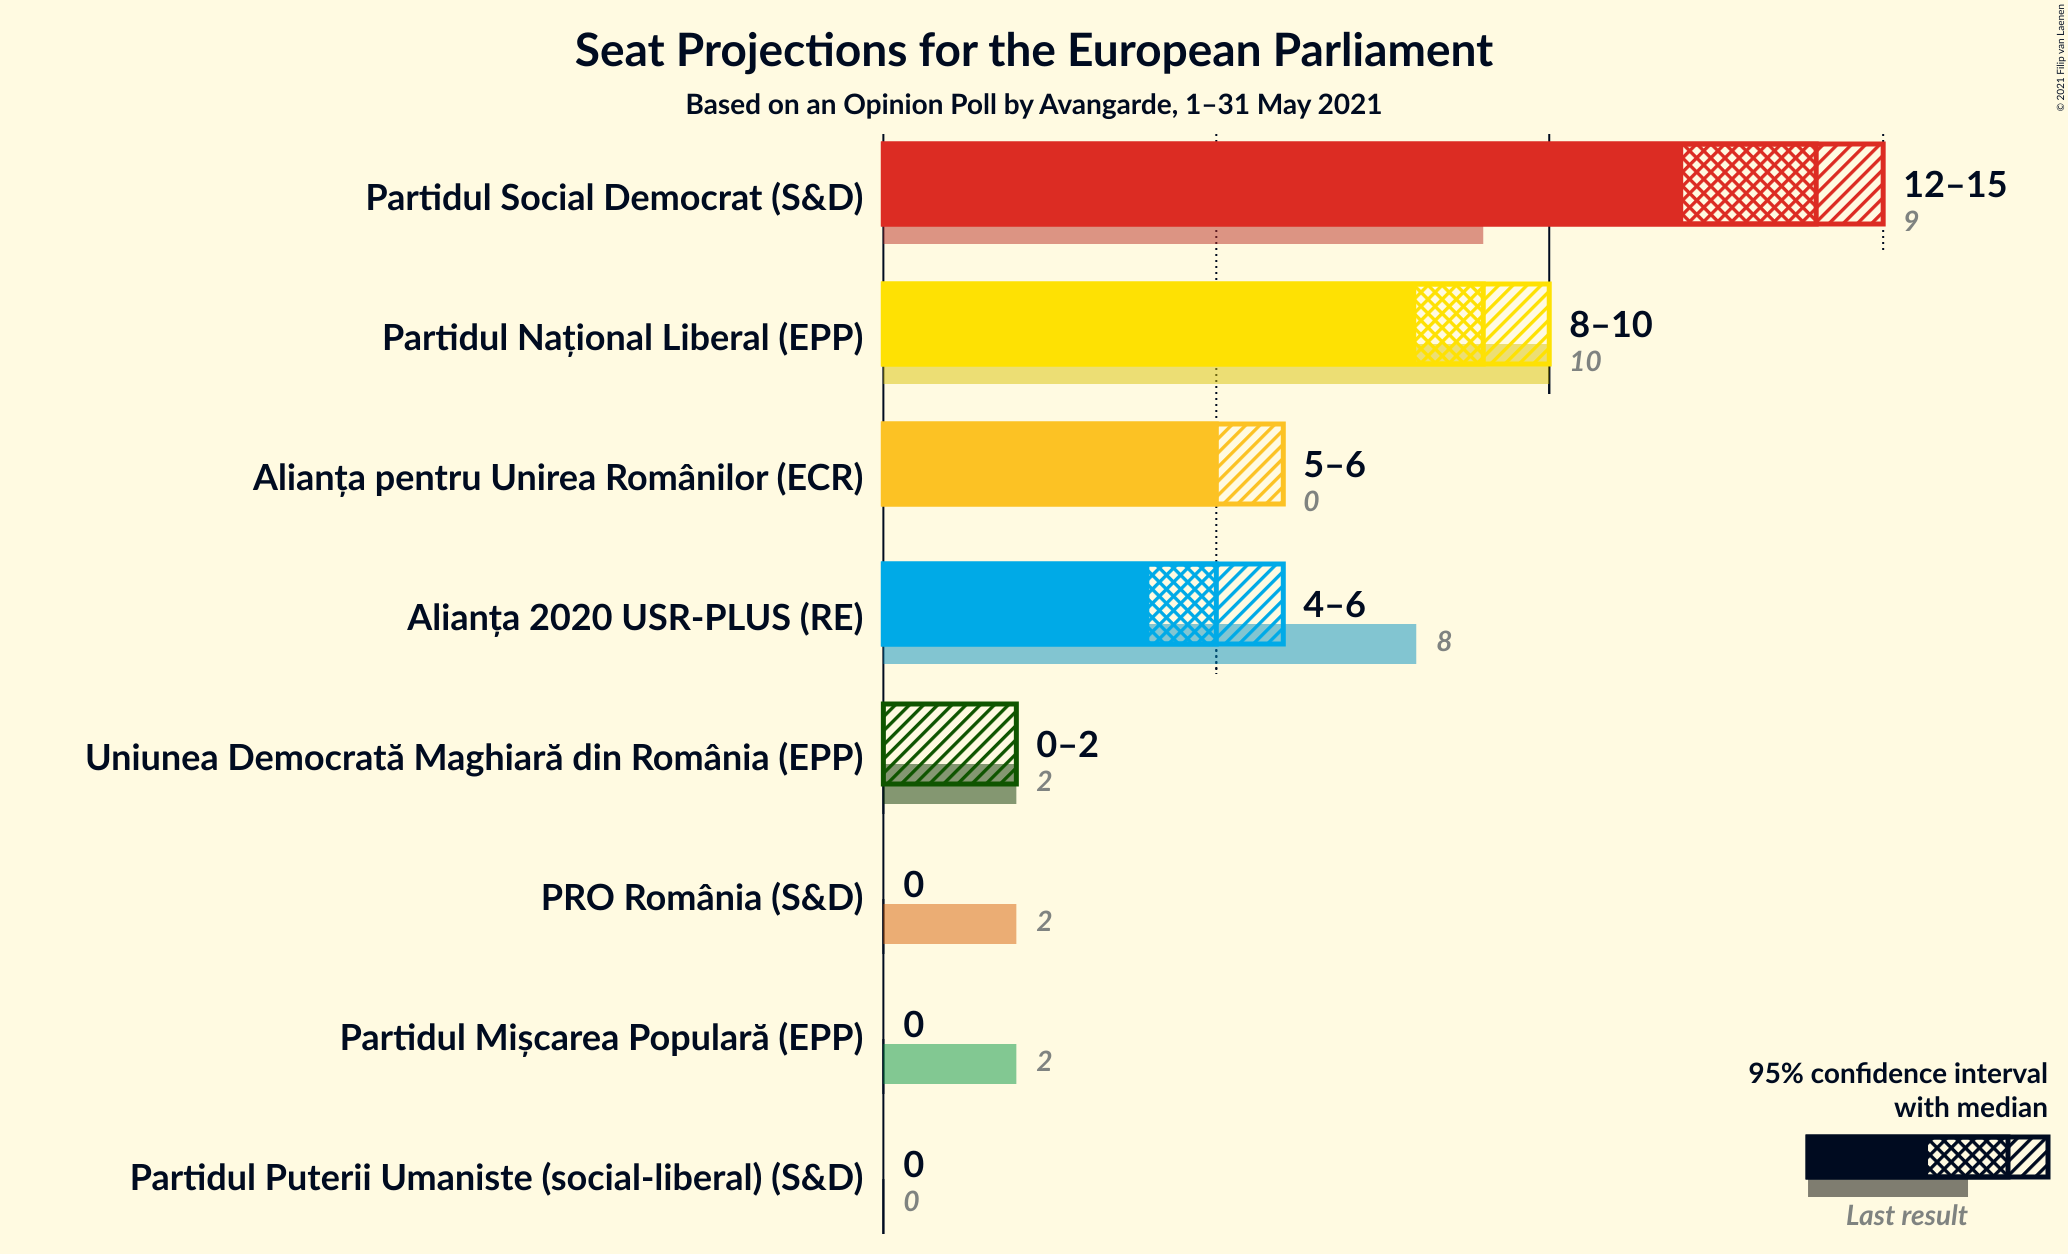 Seat Projections for the European Parliament
Based on an Opinion Poll by Avangarde, 1–31 May 2021
© 2021 Filip van Laenen
Partidul Social Democrat (S&D)
12–15
9
Partidul Național Liberal (EPP)
8–10
10
Alianța pentru Unirea Românilor (ECR)
5–6
0
Alianța 2020 USR-PLUS (RE)
4–6
8
Uniunea Democrată Maghiară din România (EPP)
0–2
2
PRO România (S&D)
0
2
Partidul Mișcarea Populară (EPP)
0
2
Partidul Puterii Umaniste (social-liberal) (S&D)
0
0
95% confidence interval
with median
Last result